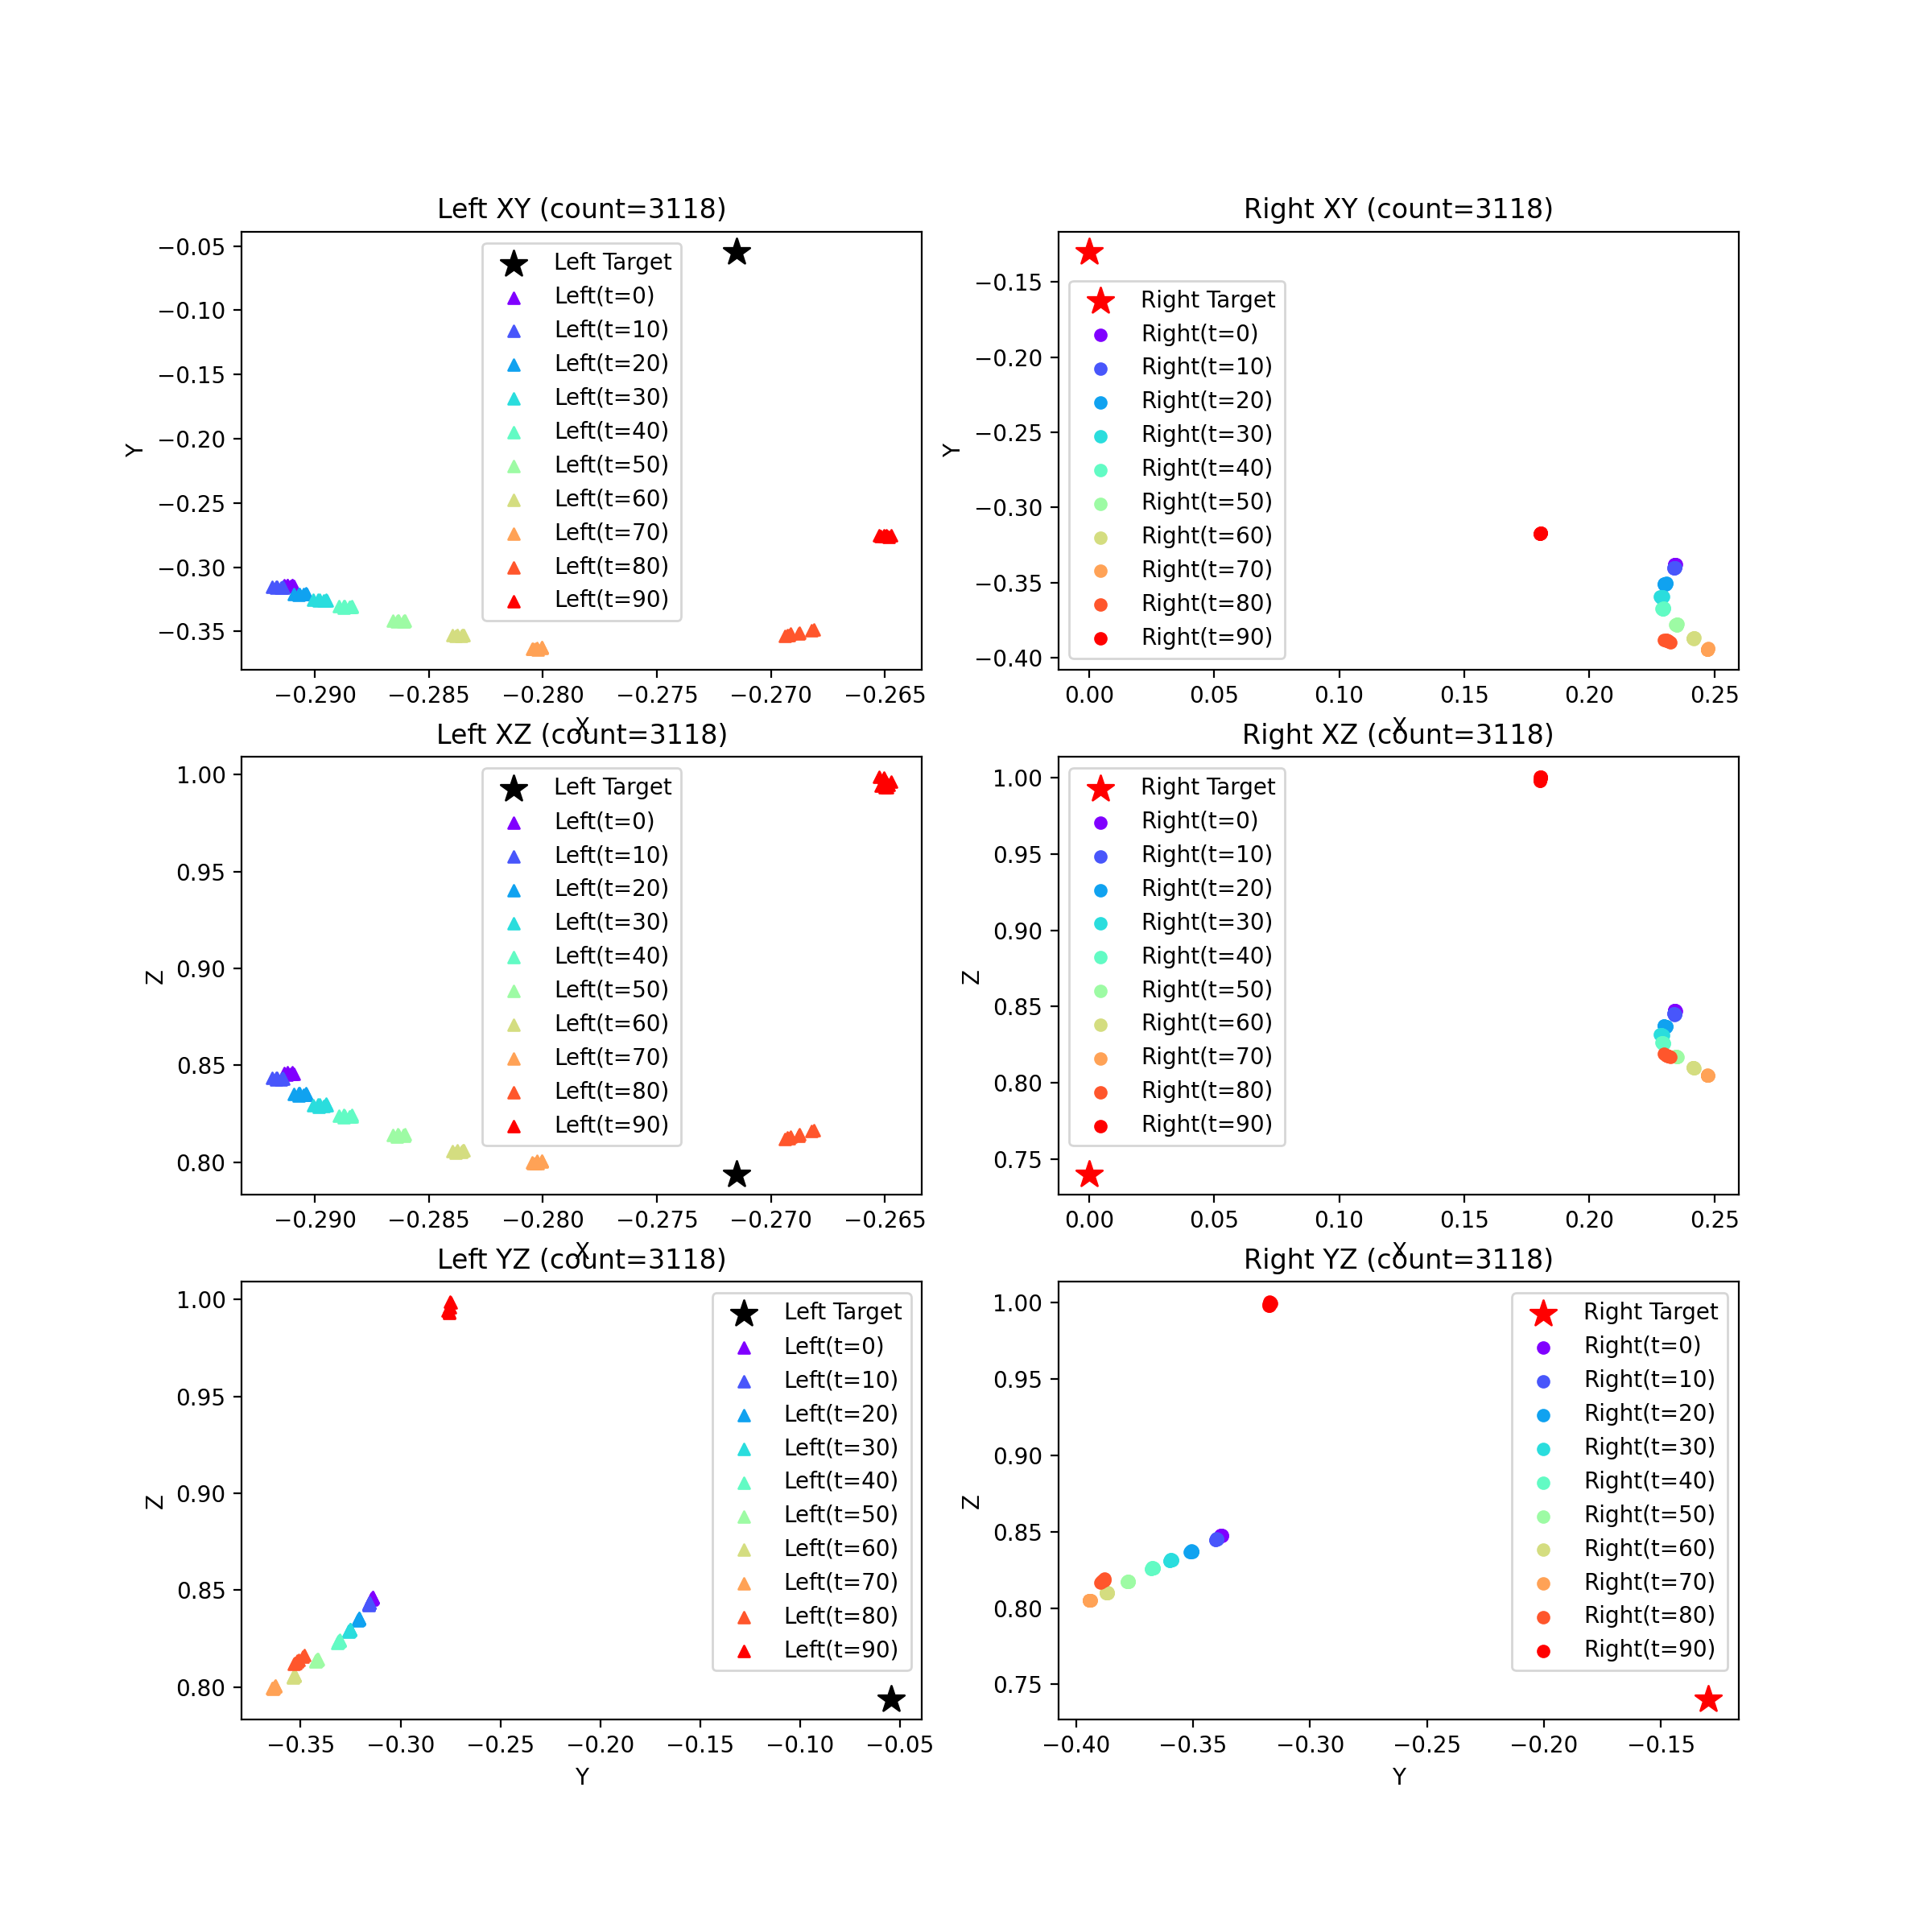 Left XY (count=3118)
Y
−0.05
−0.10
−0.15
−0.20
−0.25
−0.30
−0.35
Left Target
Left(t=0)
Left(t=10)
Left(t=20)
Left(t=30)
Left(t=40)
Left(t=50)
Left(t=60)
Left(t=70)
Left(t=80)
Left(t=90)
−0.290 −0.285 −0.280 −0.275 −0.270 −0.265
X
Right XY (count=3118)
Y
−0.15
−0.20
−0.25
−0.30
−0.35
−0.40
Right Target
Right(t=0)
Right(t=10)
Right(t=20)
Right(t=30)
Right(t=40)
Right(t=50)
Right(t=60)
Right(t=70)
Right(t=80)
Right(t=90)
0.00 0.05 0.10 0.15 0.20 0.25
X
Left XZ (count=3118)
Z
1.00
0.95
0.90
0.85
0.80
Left Target
Left(t=0)
Left(t=10)
Left(t=20)
Left(t=30)
Left(t=40)
Left(t=50)
Left(t=60)
Left(t=70)
Left(t=80)
Left(t=90)
−0.290 −0.285 −0.280 −0.275 −0.270 −0.265
X
Right XZ (count=3118)
Z
1.00
0.95
0.90
0.85
0.80
0.75
Right Target
Right(t=0)
Right(t=10)
Right(t=20)
Right(t=30)
Right(t=40)
Right(t=50)
Right(t=60)
Right(t=70)
Right(t=80)
Right(t=90)
0.00 0.05 0.10 0.15 0.20 0.25
X
Left YZ (count=3118)
Z
1.00
0.95
0.90
0.85
0.80
Left Target
Left(t=0)
Left(t=10)
Left(t=20)
Left(t=30)
Left(t=40)
Left(t=50)
Left(t=60)
Left(t=70)
Left(t=80)
Left(t=90)
−0.35 −0.30 −0.25 −0.20 −0.15 −0.10 −0.05
Y
Right YZ (count=3118)
Z
1.00
0.95
0.90
0.85
0.80
0.75
Right Target
Right(t=0)
Right(t=10)
Right(t=20)
Right(t=30)
Right(t=40)
Right(t=50)
Right(t=60)
Right(t=70)
Right(t=80)
Right(t=90)
−0.40 −0.35 −0.30 −0.25 −0.20 −0.15
Y